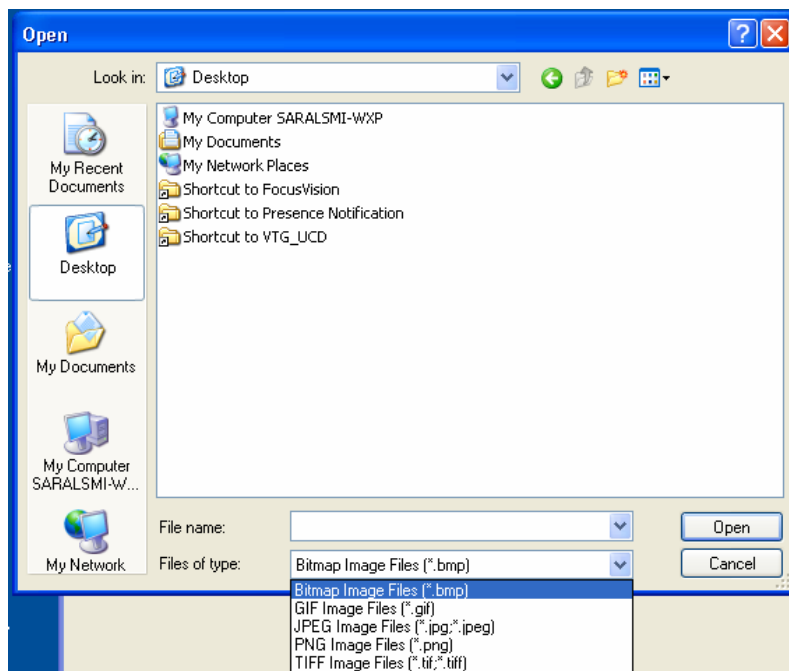 Open
Look in:
Desktop
My Recent
Documents
Desktop
My Documents
My Computer
SARALSMI-W...
My Network
My Computer SARALSMI-WXP
My Documents
My Network Places
Shortcut to FocusVision
Shortcut to Presence Notification
Shortcut to VTG_UCD
File name:
Open
Files of type:
Bitmap Image Files (*.bmp)
Cancel
Bitmap Image Files (*.bmp)
GIF Image Files (*.gif)
JPEG Image Files (*.jpg;*.jpeg)
PNG Image Files (*.png)
TIFF Image Files (*.tif;*.tiff)